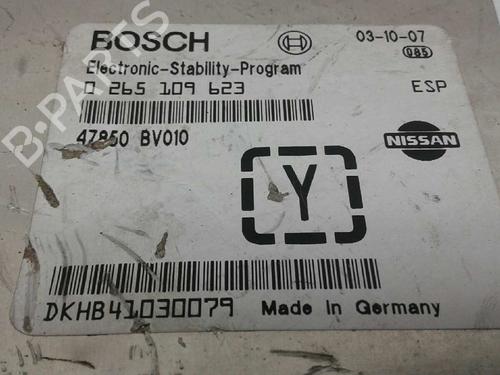 BOSCH
03-10-07
085
Electronic-Stability-Program
0 265 109 623
ESP
47850 BV010
NISSAN
Y
DKHB41030079
Made in Germany
B-PARTS